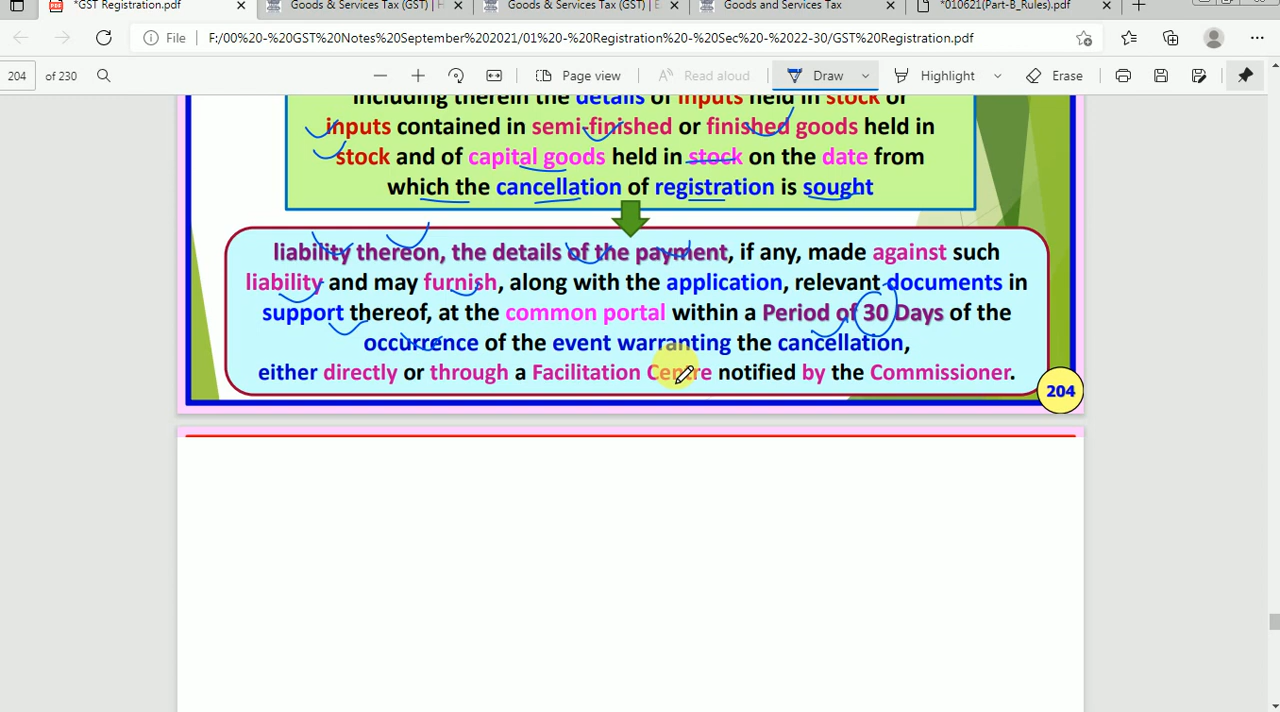 *GST Registration.pdf
Goods & Services Tax (GST) | H
Goods & Services Tax (GST) |
Goods and Services Tax
*010621(Part-B_Rules).pdf
File
F:/00%20-%20GST%20Notes%20September%202021/01%20-%20Registration%20-%20Sec%20-%2022-30/GST%20Registration.pdf
204 of 230
Page view
Read aloud
Draw
Highlight
Erase
including therein the details of inputs held in stock or
inputs contained in semi-finished or finished goods held in
stock and of capital goods held in stock on the date from
which the cancellation of registration is sought
liability thereon, the details of the payment, if any, made against such
liability and may furnish, along with the application, relevant documents in
support thereof, at the common portal within a Period of 30 Days of the
occurrence of the event warranting the cancellation,
either directly or through a Facilitation Centre notified by the Commissioner.
204